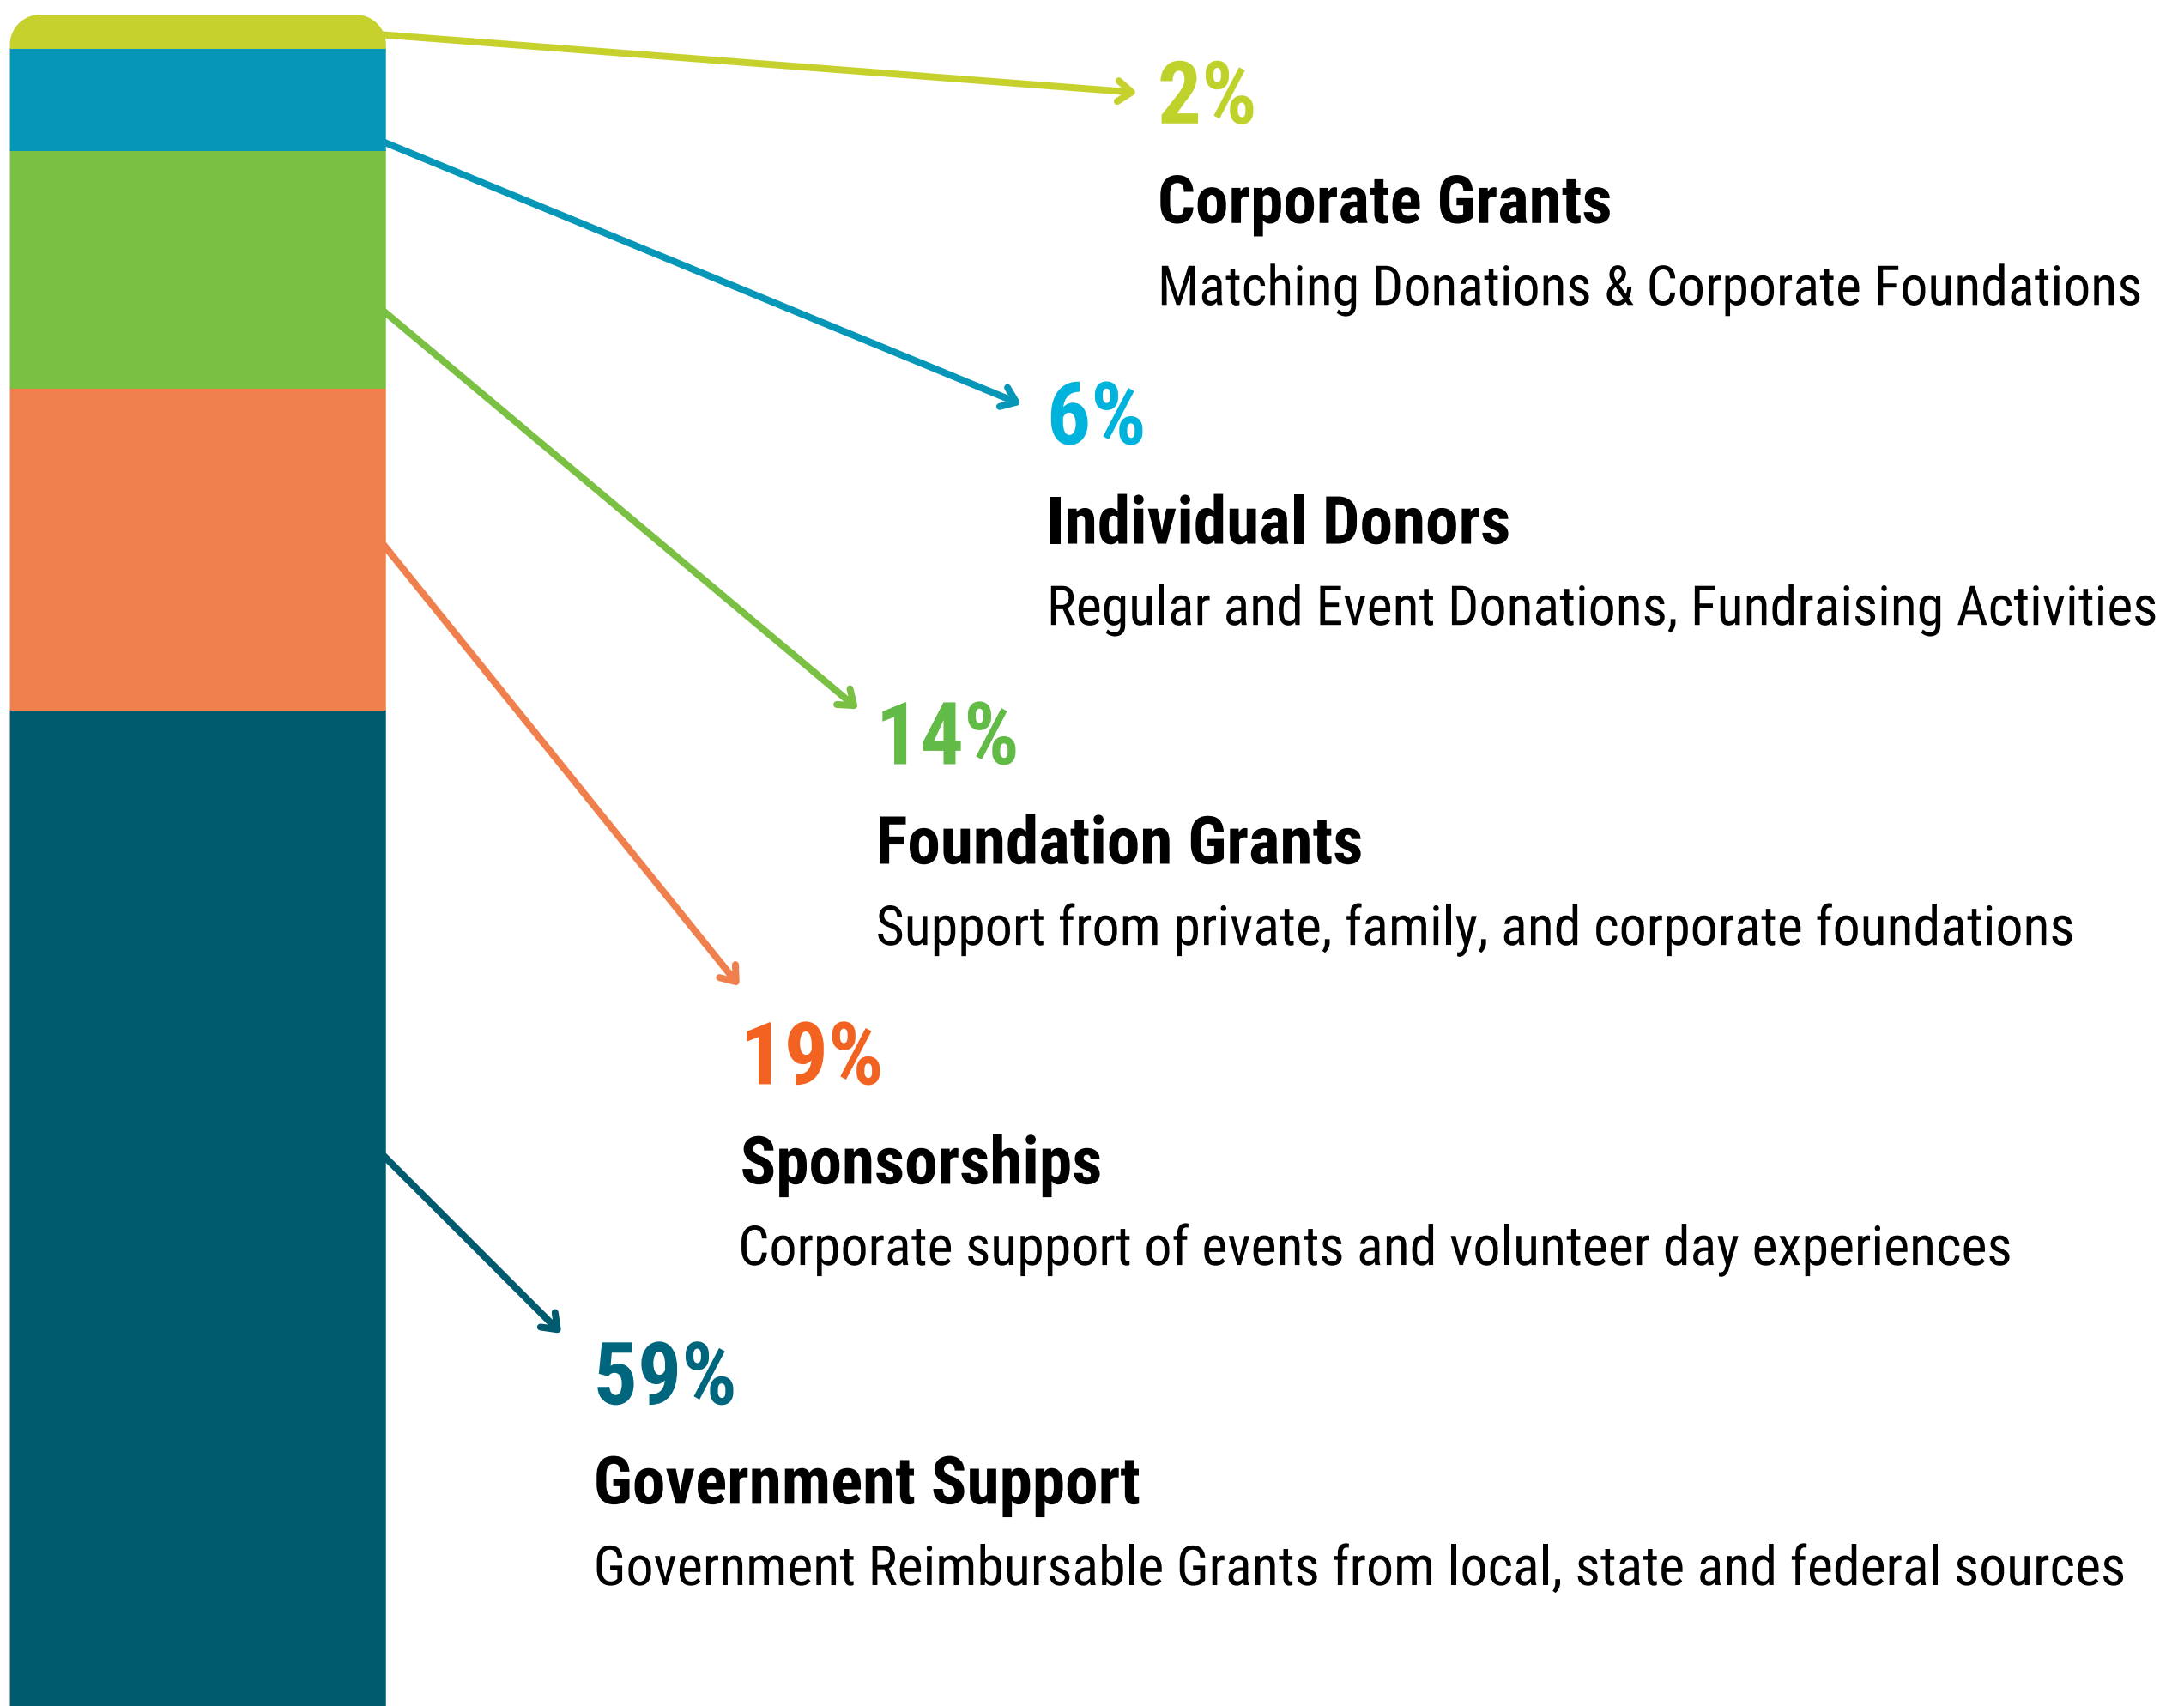 2%
Corporate Grants
Matching Donations & Corporate Foundations
6%
Individual Donors
Regular and Event Donations, Fundraising Activities
14%
Foundation Grants
Support from private, family, and corporate foundations
19%
Sponsorships
Corporate support of events and volunteer day experiences
59%
Government Support
Government Reimbursable Grants from local, state and federal sources